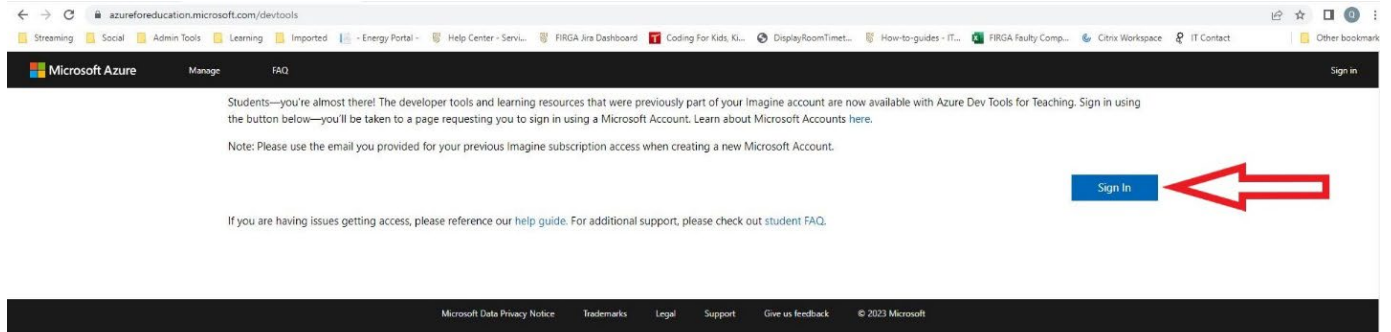 azureforeducation.microsoft.com/devtools
Streaming Social Admin Tools Learning Imported - Energy Portal - Help Center - Servi... FIRGA Jira Dashboard Coding For Kids, Ki... DisplayRoomTimet... How-to-guides - IT... FIRGA Faulty Comp... Citrix Workspace IT Contact Other bookmark
Microsoft Azure Manage FAQ Sign in
Students—you're almost there! The developer tools and learning resources that were previously part of your Imagine account are now available with Azure Dev Tools for Teaching. Sign in using
the button below—you'll be taken to a page requesting you to sign in using a Microsoft Account. Learn about Microsoft Accounts here.
Note: Please use the email you provided for your previous Imagine subscription access when creating a new Microsoft Account.
Sign In
If you are having issues getting access, please reference our help guide. For additional support, please check out student FAQ.
Microsoft Data Privacy Notice Trademarks Legal Support Give us feedback © 2023 Microsoft